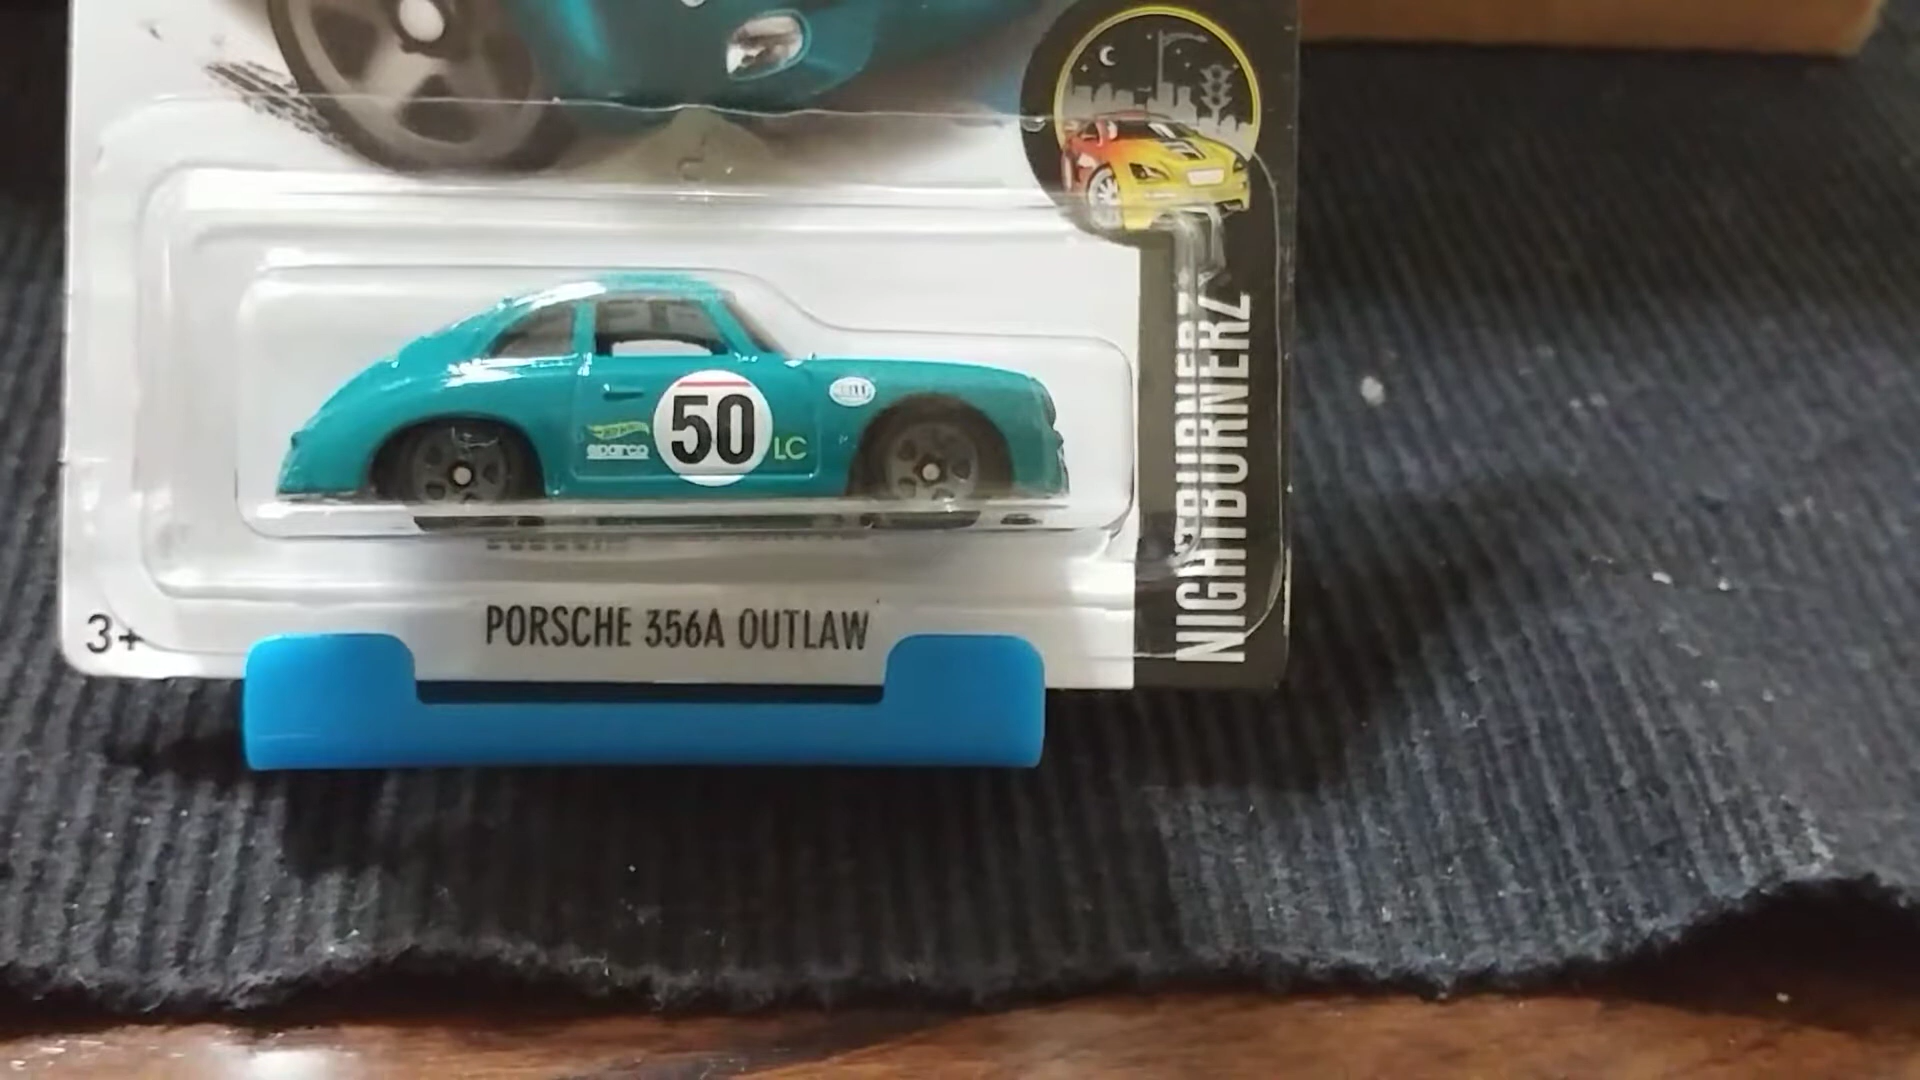 50
LC
sparco
3+
PORSCHE 356A OUTLAW
NIGHTBURNERZ